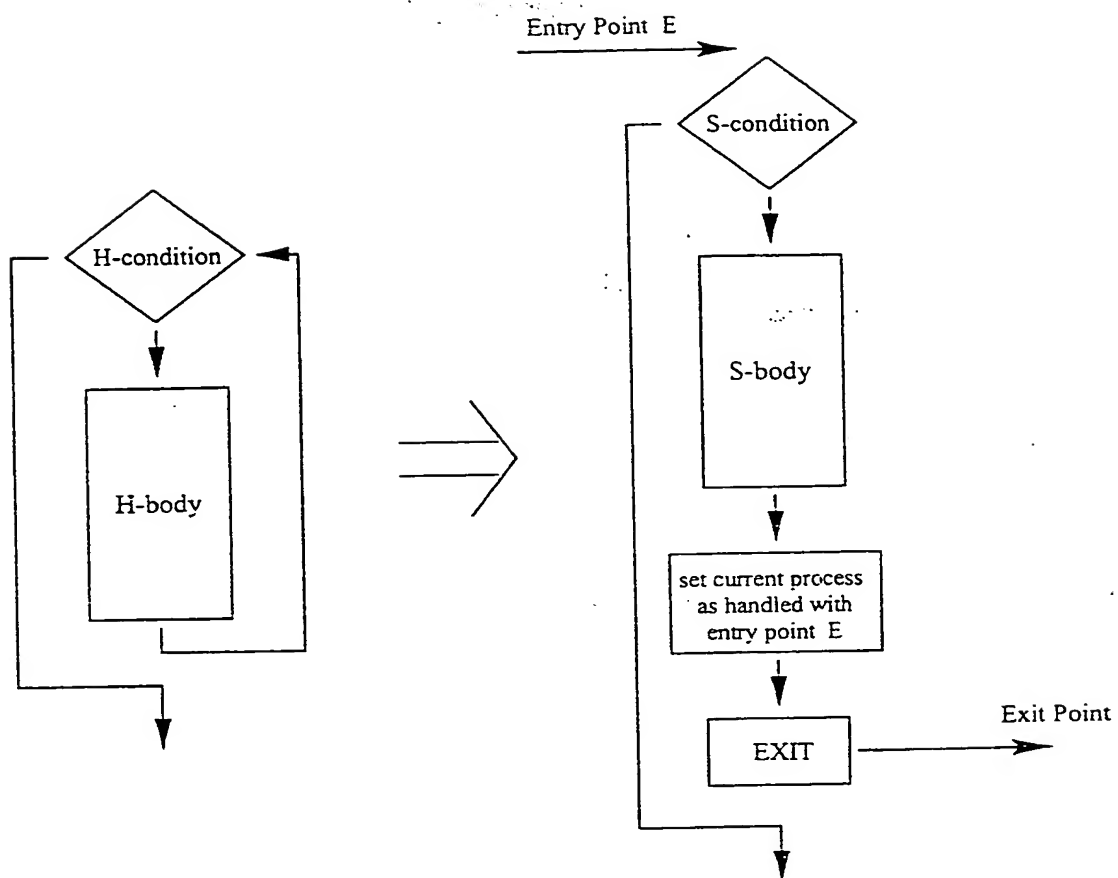 Entry Point E
S-condition
H-condition
S-body
H-body
set current process
as handled with
entry point E
Exit Point
EXIT